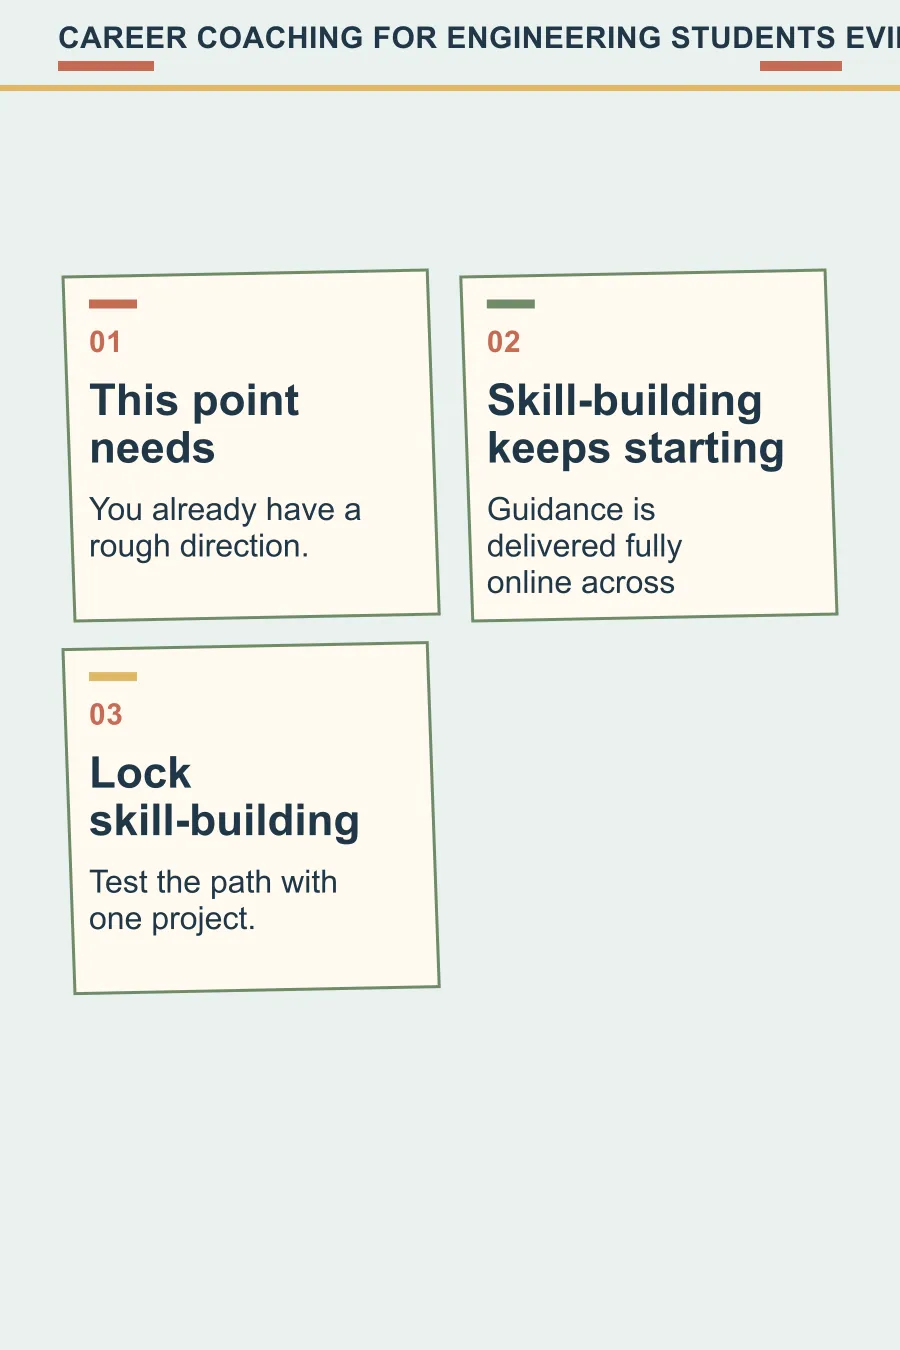 CAREER COACHING FOR ENGINEERING STUDENTS
01
This point
needs
You already have a
rough direction.
02
Skill-building
keeps starting
Guidance is
delivered fully
online across
03
Lock
skill-building
Test the path with
one project.